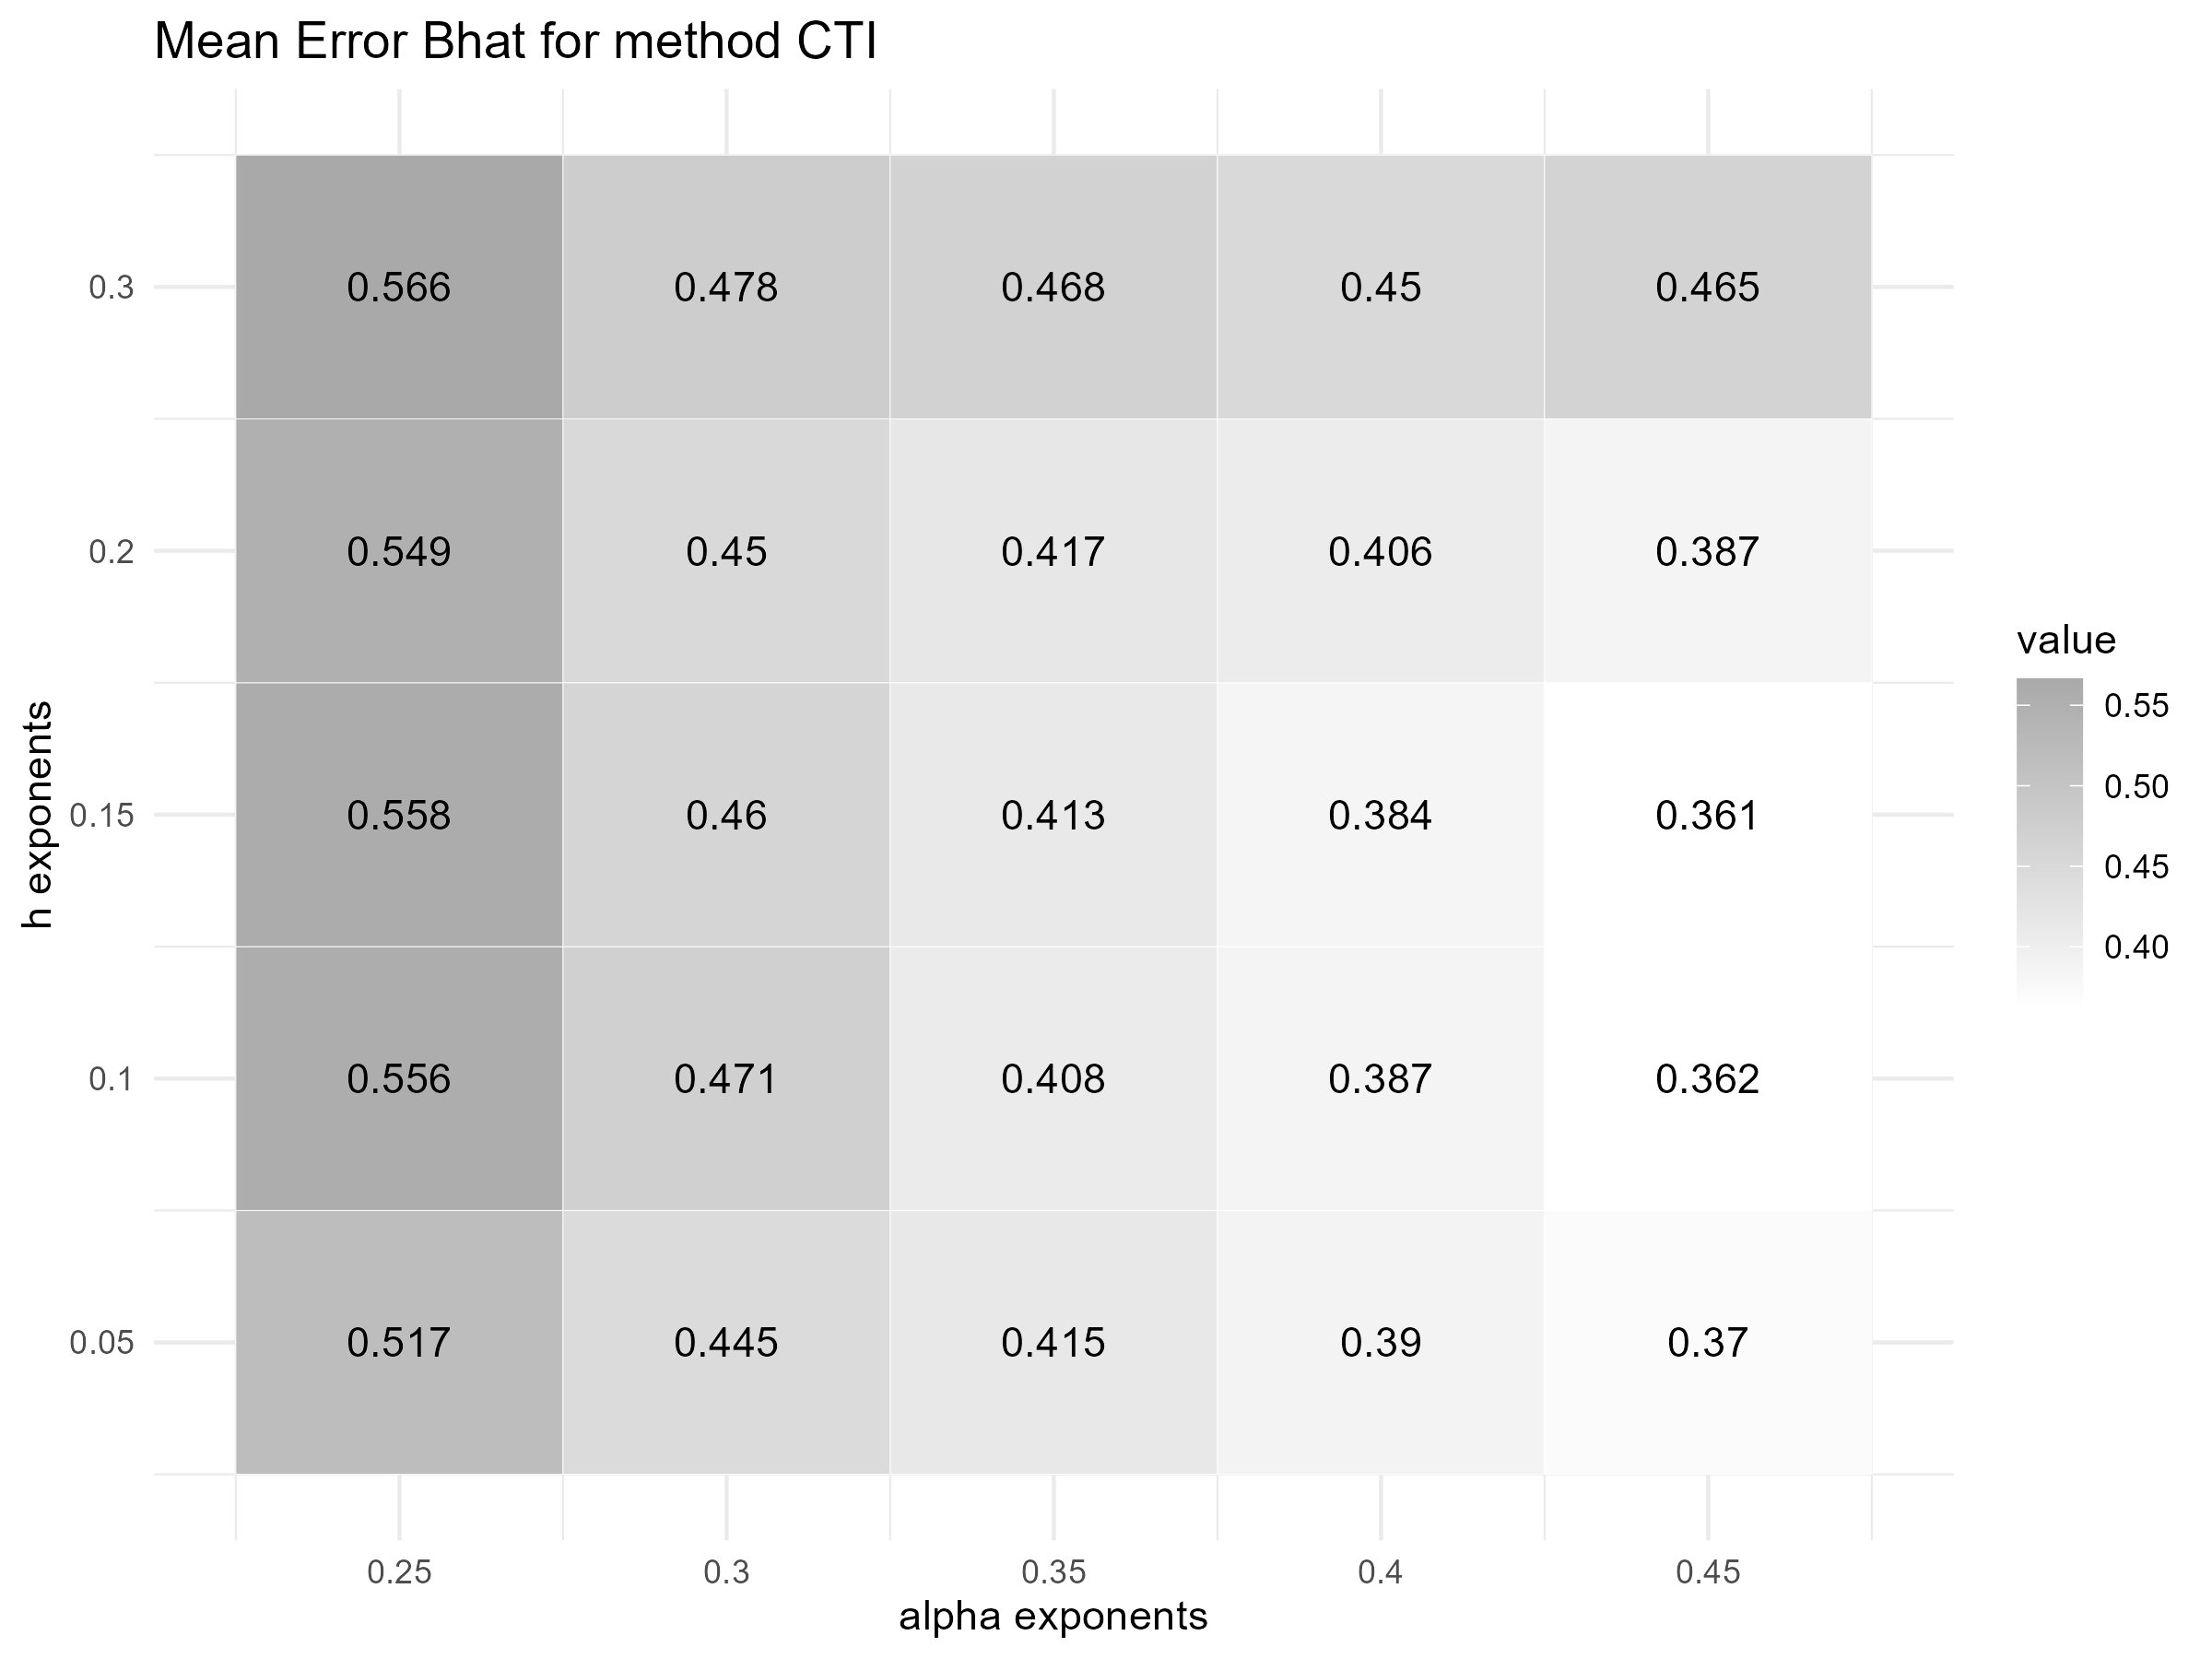 Mean Error Bhat for method CTI
h exponents
0.3 0.566 0.478 0.468 0.45 0.465
0.2 0.549 0.45 0.417 0.406 0.387
0.15 0.558 0.46 0.413 0.384 0.361
0.1 0.556 0.471 0.408 0.387 0.362
0.05 0.517 0.445 0.415 0.39 0.37
0.25 0.3 0.35 0.4 0.45
alpha exponents
value
0.55
0.50
0.45
0.40